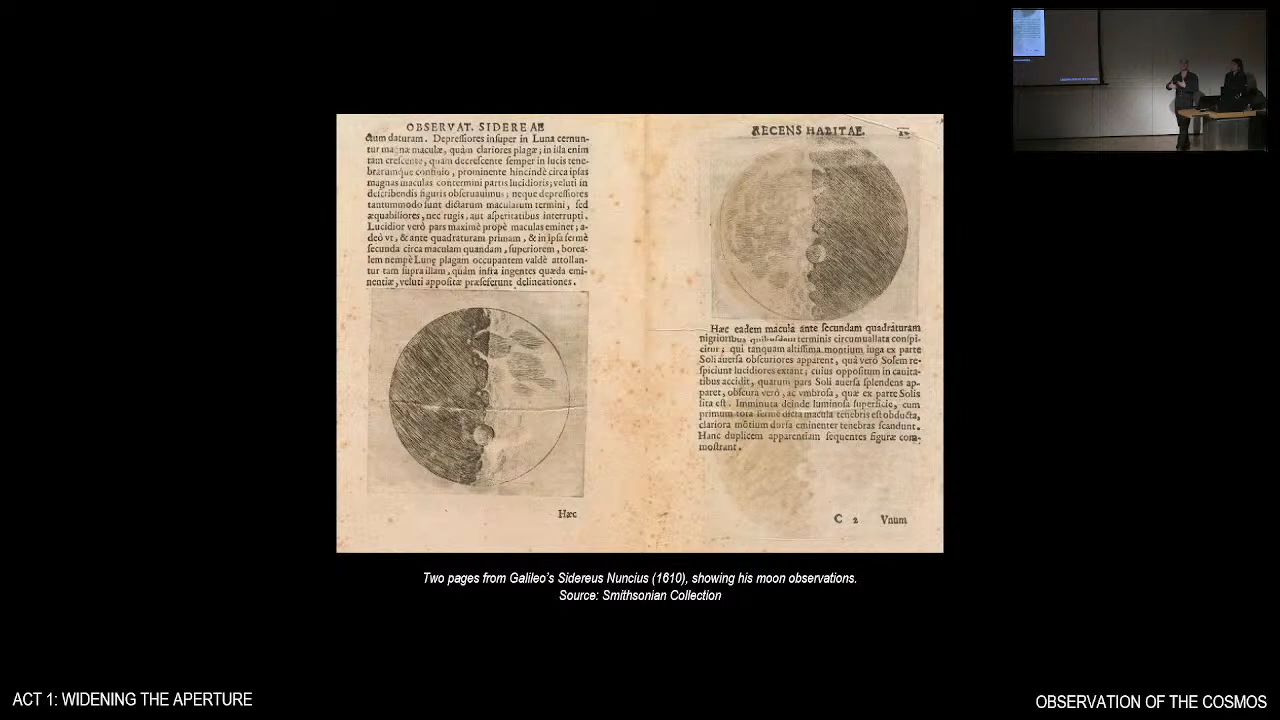 OBSERVAT. SIDEREAE
ctum daturam. Depreſſiores inſuper in Luna cernun-
tur magnæ maculæ, quàm clariores plagæ; in illa enim
tam creſcente, quam decreſcente ſemper in lucis tene-
brarumque confinio, prominente hincindè circa ipſas
magnas maculas contermini partis lucidioris; veluti in
deſcribendis figuris obſeruauimus; neque depreſſiores
tantummodo ſunt dictarum macularum termini, ſed
æquabiliores, nec rugis, aut aſperitatibus interrupti.
Lucidior verò pars maximè propè maculas eminet; a-
deò vt, & ante quadraturam primam, & in ipſa fermè
ſecunda circa maculam quandam, ſuperiorem, borea-
lem nempè Lunę plagam occupantem valdè attollan-
tur tam ſupra illam, quàm infra ingentes quæda emi-
nentiæ, veluti appoſitæ præſeferunt delineationes.
Hæc
RECENS HABITAE.
Hæc eadem macula ante ſecundam quadraturam
nigrioribus quibuſdam terminis circumuallata conſpi-
citur; qui tanquam altiſſima montium iuga ex parte
Soli auerſa obſcuriores apparent, quà verò Solem re-
ſpiciunt lucidiores extant; cuius oppoſitum in cauita-
tibus accidit, quarum pars Soli auerſa ſplendens ap-
paret, obſcura verò, ac vmbroſa, quæ ex parte Solis
ſita eſt. Imminuta deinde luminoſa ſuperficie, cum
primum tota fermè dicta macula tenebris eſt obducta,
clariora mõtium dorſa eminenter tenebras ſcandunt.
Hanc duplicem apparentiam ſequentes figuræ com-
moſtrant.
C 2 Vnum
Two pages from Galileo's Sidereus Nuncius (1610), showing his moon observations.
Source: Smithsonian Collection
ACT 1: WIDENING THE APERTURE
OBSERVATION OF THE COSMOS